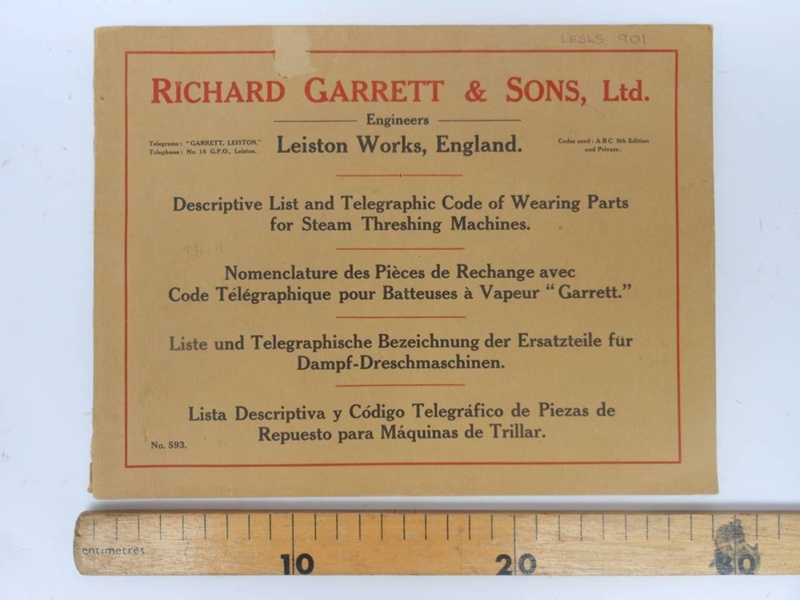 LESLS 901
RICHARD GARRETT & SONS, Ltd.
Engineers
Telegrams: "GARRETT, LEISTON."
Telephone: No. 16 G.P.O., Leiston.
Leiston Works, England.
Codes used: A B C 5th Edition
and Private.
Descriptive List and Telegraphic Code of Wearing Parts
for Steam Threshing Machines.
Nomenclature des Pièces de Rechange avec
Code Télégraphique pour Batteuses à Vapeur "Garrett."
Liste und Telegraphische Bezeichnung der Ersatzteile für
Dampf-Dreschmaschinen.
Lista Descriptiva y Código Telegráfico de Piezas de
Repuesto para Máquinas de Trillar.
No. 593.
centimetres
10 20 30